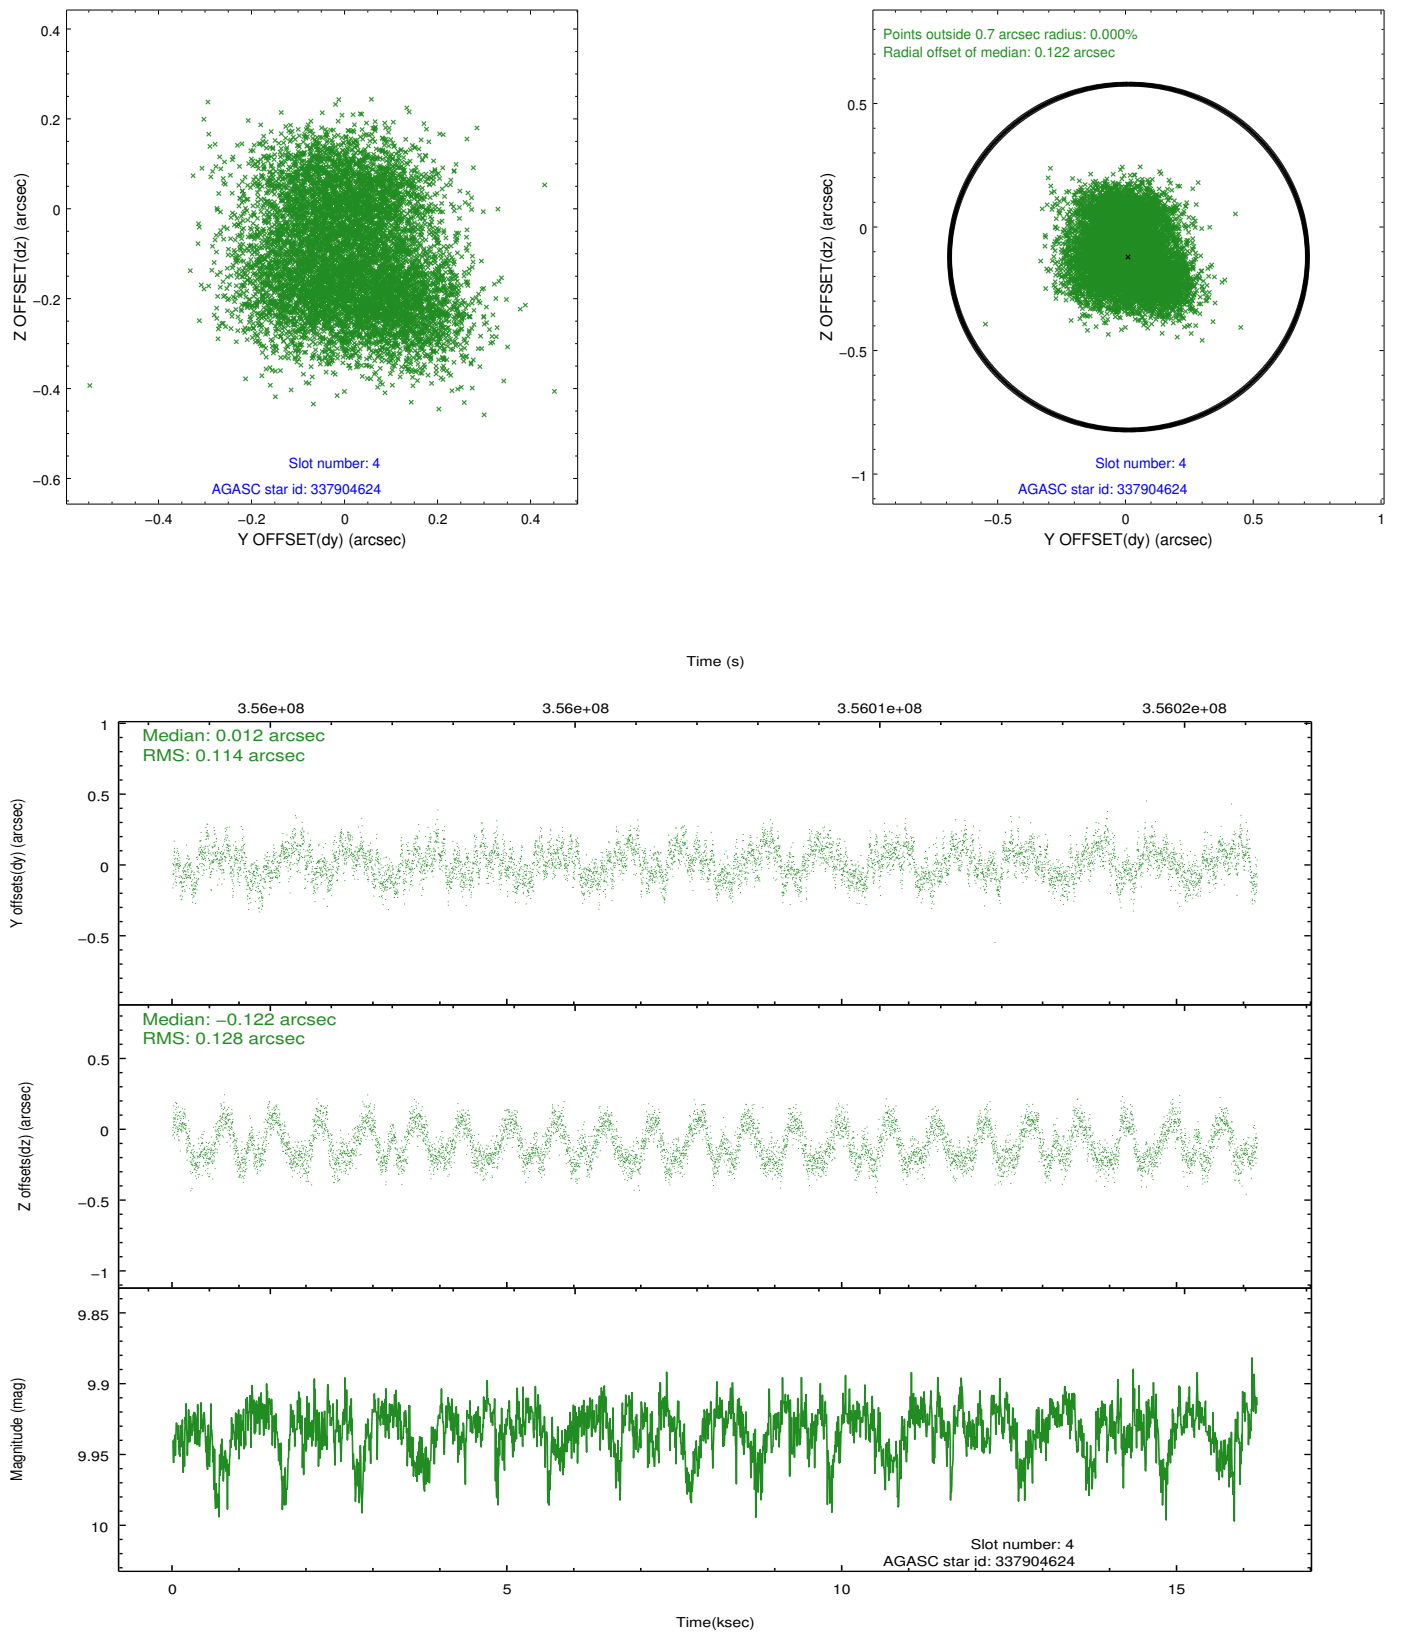 0.4
0.2
0
−0.2
−0.4
−0.6
Z OFFSET(dz) (arcsec)
Slot number: 4
AGASC star id: 337904624
−0.4 −0.2 0 0.2 0.4
Y OFFSET(dy) (arcsec)
Points outside 0.7 arcsec radius: 0.000%
Radial offset of median: 0.122 arcsec
0.5
0
−0.5
−1
Z OFFSET(dz) (arcsec)
Slot number: 4
AGASC star id: 337904624
−0.5 0 0.5 1
Y OFFSET(dy) (arcsec)
Time (s)
3.56e+08 3.56e+08 3.5601e+08 3.5602e+08
Median: 0.012 arcsec
RMS: 0.114 arcsec
1
0.5
0
−0.5
Y offsets(dy) (arcsec)
Median: −0.122 arcsec
RMS: 0.128 arcsec
0.5
0
−0.5
−1
Z offsets(dz) (arcsec)
9.85
9.9
9.95
10
Magnitude (mag)
Slot number: 4
AGASC star id: 337904624
0 5 10 15
Time(ksec)